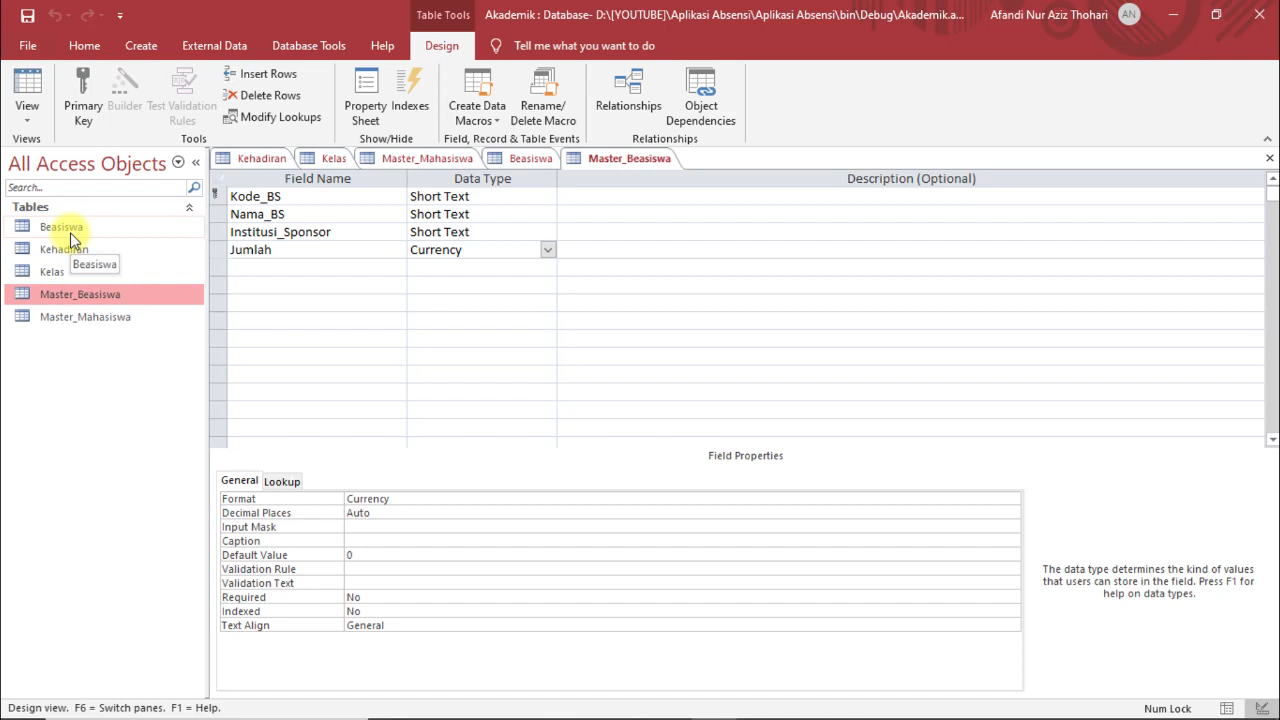 Table Tools
Akademik : Database- D:\[YOUTUBE]\Aplikasi Absensi\Aplikasi Absensi\bin\Debug\Akademik.a...
Afandi Nur Aziz Thohari
AN
File
Home
Create
External Data
Database Tools
Help
Design
Tell me what you want to do
View
Primary Key
Builder
Test Validation Rules
Insert Rows
Delete Rows
Modify Lookups
Property Sheet
Indexes
Create Data Macros
Rename/ Delete Macro
Relationships
Object Dependencies
Views
Tools
Show/Hide
Field, Record & Table Events
Relationships
All Access Objects
Search...
Tables
Beasiswa
Kehadiran
Beasiswa
Kelas
Master_Beasiswa
Master_Mahasiswa
Kehadiran
Kelas
Master_Mahasiswa
Beasiswa
Master_Beasiswa
Field Name
Data Type
Description (Optional)
Kode_BS
Short Text
Nama_BS
Short Text
Institusi_Sponsor
Short Text
Jumlah
Currency
Field Properties
General
Lookup
Format
Currency
Decimal Places
Auto
Input Mask
Caption
Default Value
0
Validation Rule
Validation Text
Required
No
Indexed
No
Text Align
General
The data type determines the kind of values
that users can store in the field. Press F1 for
help on data types.
Design view. F6 = Switch panes. F1 = Help.
Num Lock